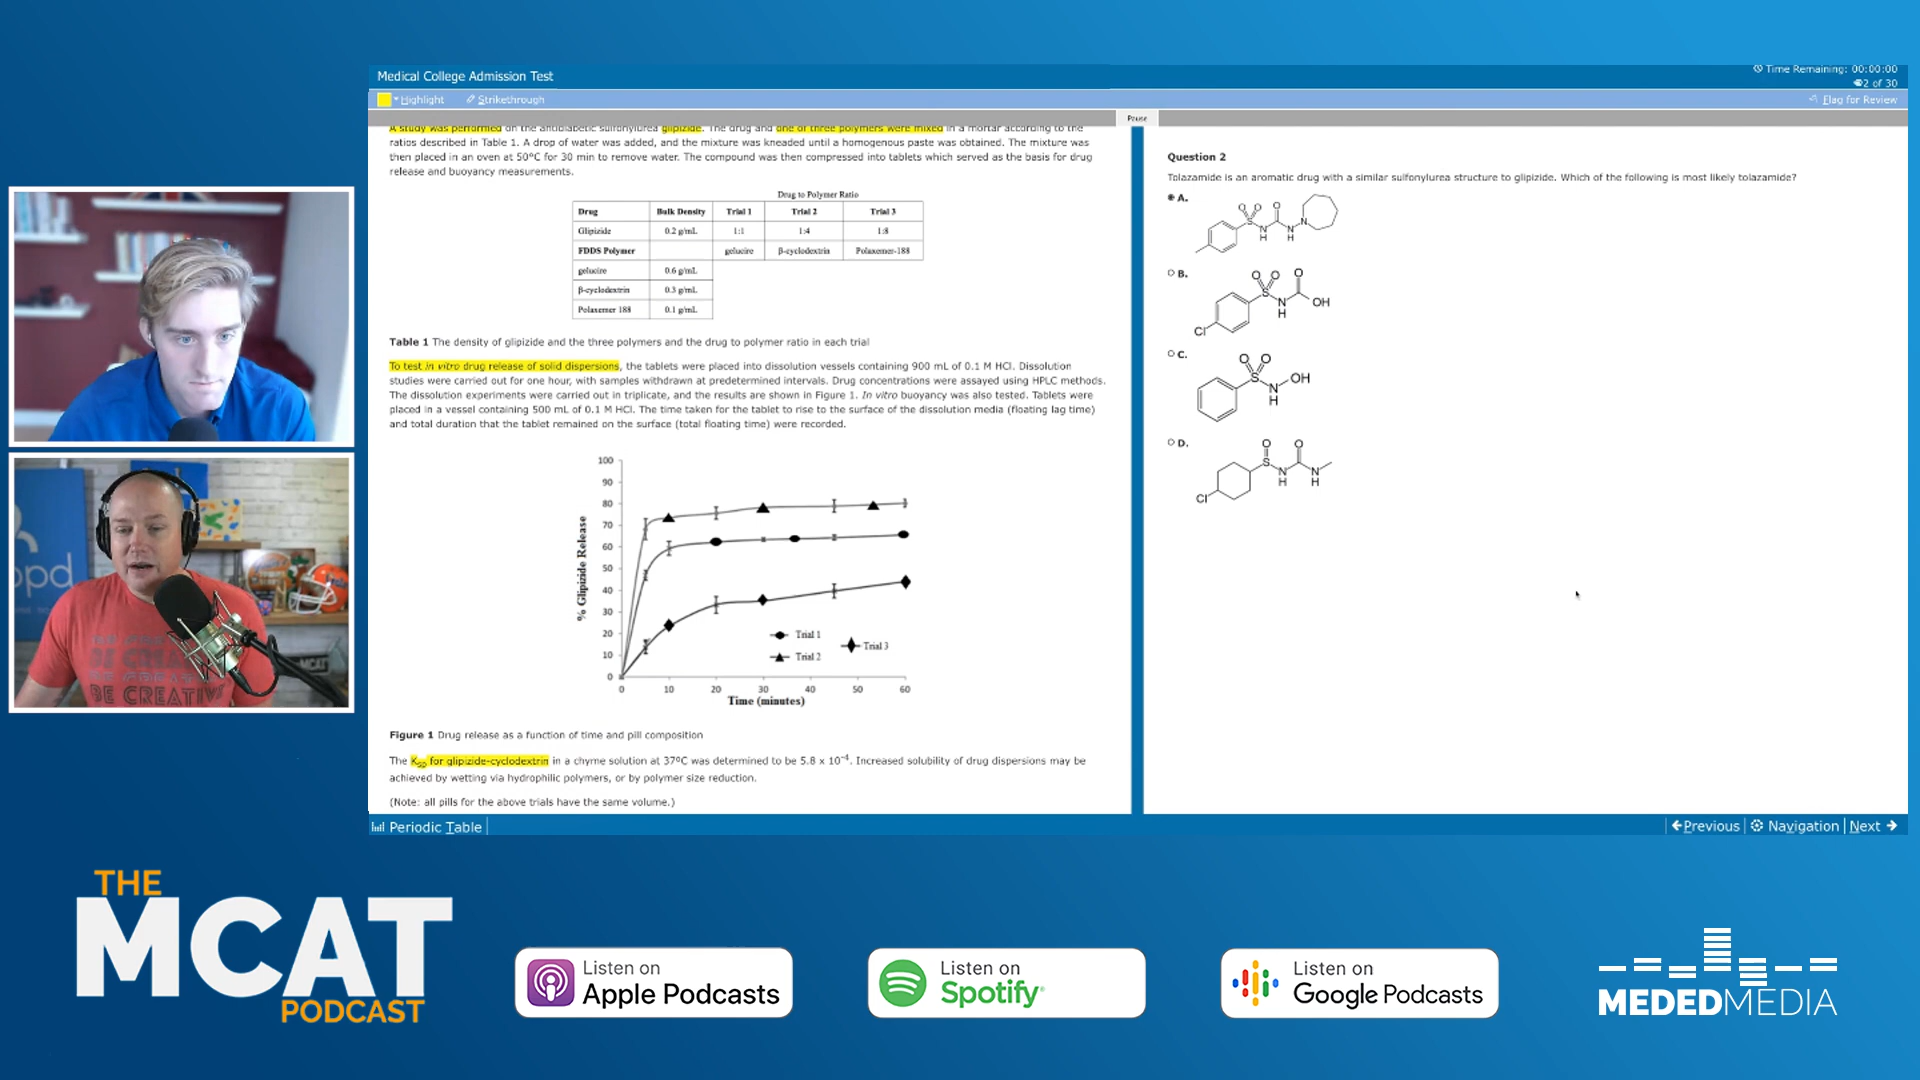 Medical College Admission Test
Time Remaining: 00:00:00
2 of 30
Highlight
Strikethrough
Flag for Review
Pause
A study was performed on the antidiabetic sulfonylurea glipizide. The drug and one of three polymers were mixed in a mortar according to the
ratios described in Table 1. A drop of water was added, and the mixture was kneaded until a homogenous paste was obtained. The mixture was
then placed in an oven at 50°C for 30 min to remove water. The compound was then compressed into tablets which served as the basis for drug
release and buoyancy measurements.
Drug to Polymer Ratio
Drug Bulk Density Trial 1 Trial 2 Trial 3
Glipizide 0.2 g/mL 1:1 1:4 1:8
FDDS Polymer gelucire β-cyclodextrin Polaxemer-188
gelucire 0.6 g/mL
β-cyclodextrin 0.3 g/mL
Polaxemer 188 0.1 g/mL
Table 1 The density of glipizide and the three polymers and the drug to polymer ratio in each trial
To test in vitro drug release of solid dispersions, the tablets were placed into dissolution vessels containing 900 mL of 0.1 M HCl. Dissolution
studies were carried out for one hour, with samples withdrawn at predetermined intervals. Drug concentrations were assayed using HPLC methods.
The dissolution experiments were carried out in triplicate, and the results are shown in Figure 1. In vitro buoyancy was also tested. Tablets were
placed in a vessel containing 500 mL of 0.1 M HCl. The time taken for the tablet to rise to the surface of the dissolution media (floating lag time)
and total duration that the tablet remained on the surface (total floating time) were recorded.
% Glipizide Release
100
90
80
70
60
50
40
30
20
10
0
0 10 20 30 40 50 60
Time (minutes)
Trial 1
Trial 2
Trial 3
Figure 1 Drug release as a function of time and pill composition
The Ksp for glipizide-cyclodextrin in a chyme solution at 37ºC was determined to be 5.8 x 10⁻⁴. Increased solubility of drug dispersions may be
achieved by wetting via hydrophilic polymers, or by polymer size reduction.
(Note: all pills for the above trials have the same volume.)
Question 2
Tolazamide is an aromatic drug with a similar sulfonylurea structure to glipizide. Which of the following is most likely tolazamide?
A.
O O O
S N
N N
H H
B.
O O O
S
N OH
H
Cl
C.
O O
S OH
N
H
D.
O O
S
N N
H H
Cl
Periodic Table
Previous
Navigation
Next
opd
BE CREATIVE
MCAT
THE
MCAT
PODCAST
Listen on
Apple Podcasts
Listen on
Spotify
Listen on
Google Podcasts
MEDEDMEDIA